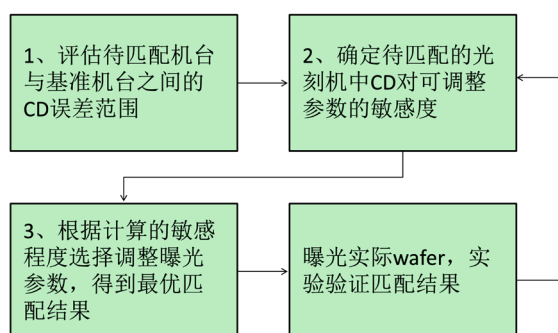 1、评估待匹配机台
与基准机台之间的
CD误差范围
2、确定待匹配的光
刻机中CD对可调整
参数的敏感度
3、根据计算的敏感
程度选择调整曝光
参数，得到最优匹
配结果
曝光实际wafer，实
验验证匹配结果